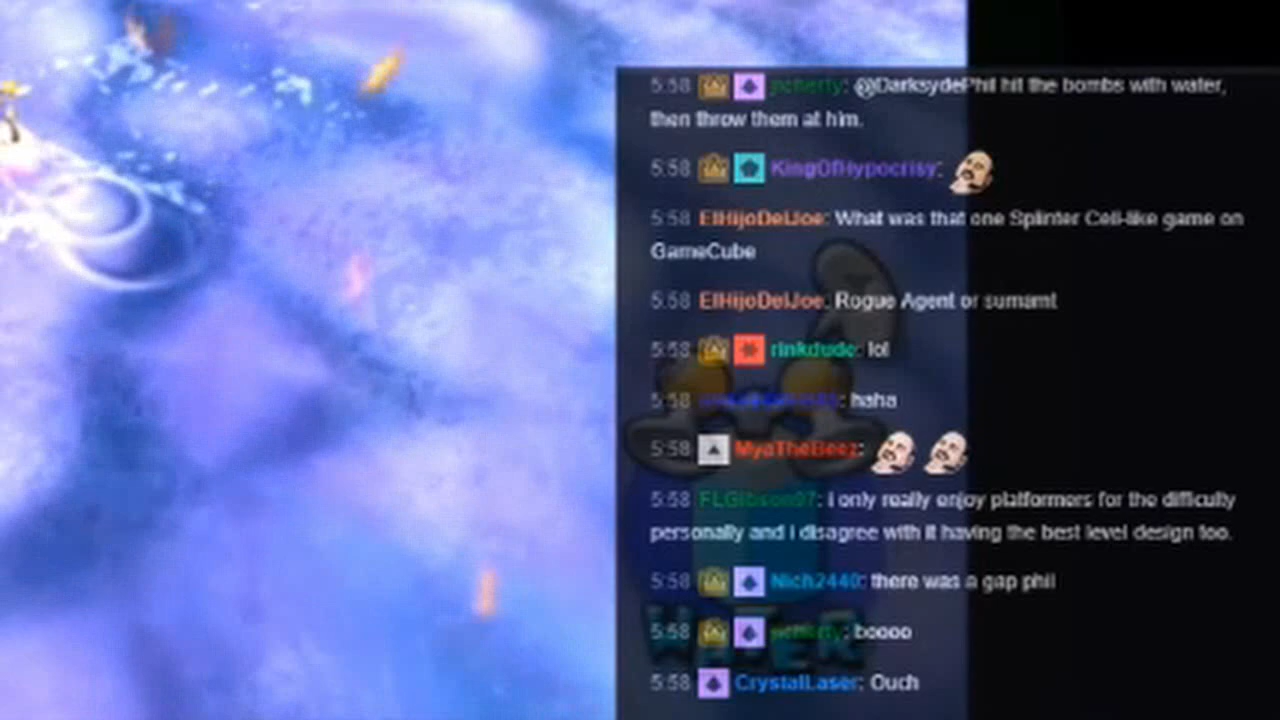 5:58 : @DarksydePhil hit the bombs with water,
then throw them at him.
5:58 KingOfHypocrisy:
5:58 ElHijoDelJoe: What was that one Splinter Cell-like game on
GameCube
5:58 ElHijoDelJoe: Rogue Agent or sumamt
5:58 rinkdude: lol
5:58 : haha
5:58 MyaTheBeez:
5:58 FLGibson07: i only really enjoy platformers for the difficulty
personally and i disagree with it having the best level design too.
5:58 Nich2440: there was a gap phil
5:58 : boooo
5:58 CrystalLaser: Ouch
WATER